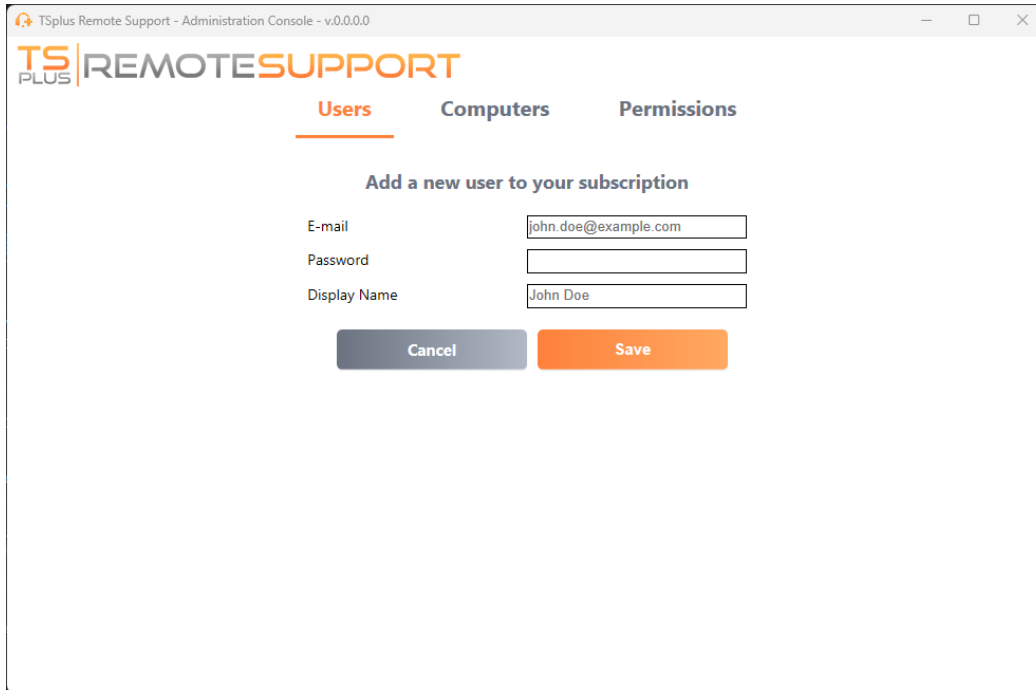 TSplus Remote Support - Administration Console - v.0.0.0.0
TS PLUS REMOTESUPPORT
Users Computers Permissions
Add a new user to your subscription
E-mail john.doe@example.com
Password
Display Name John Doe
Cancel Save